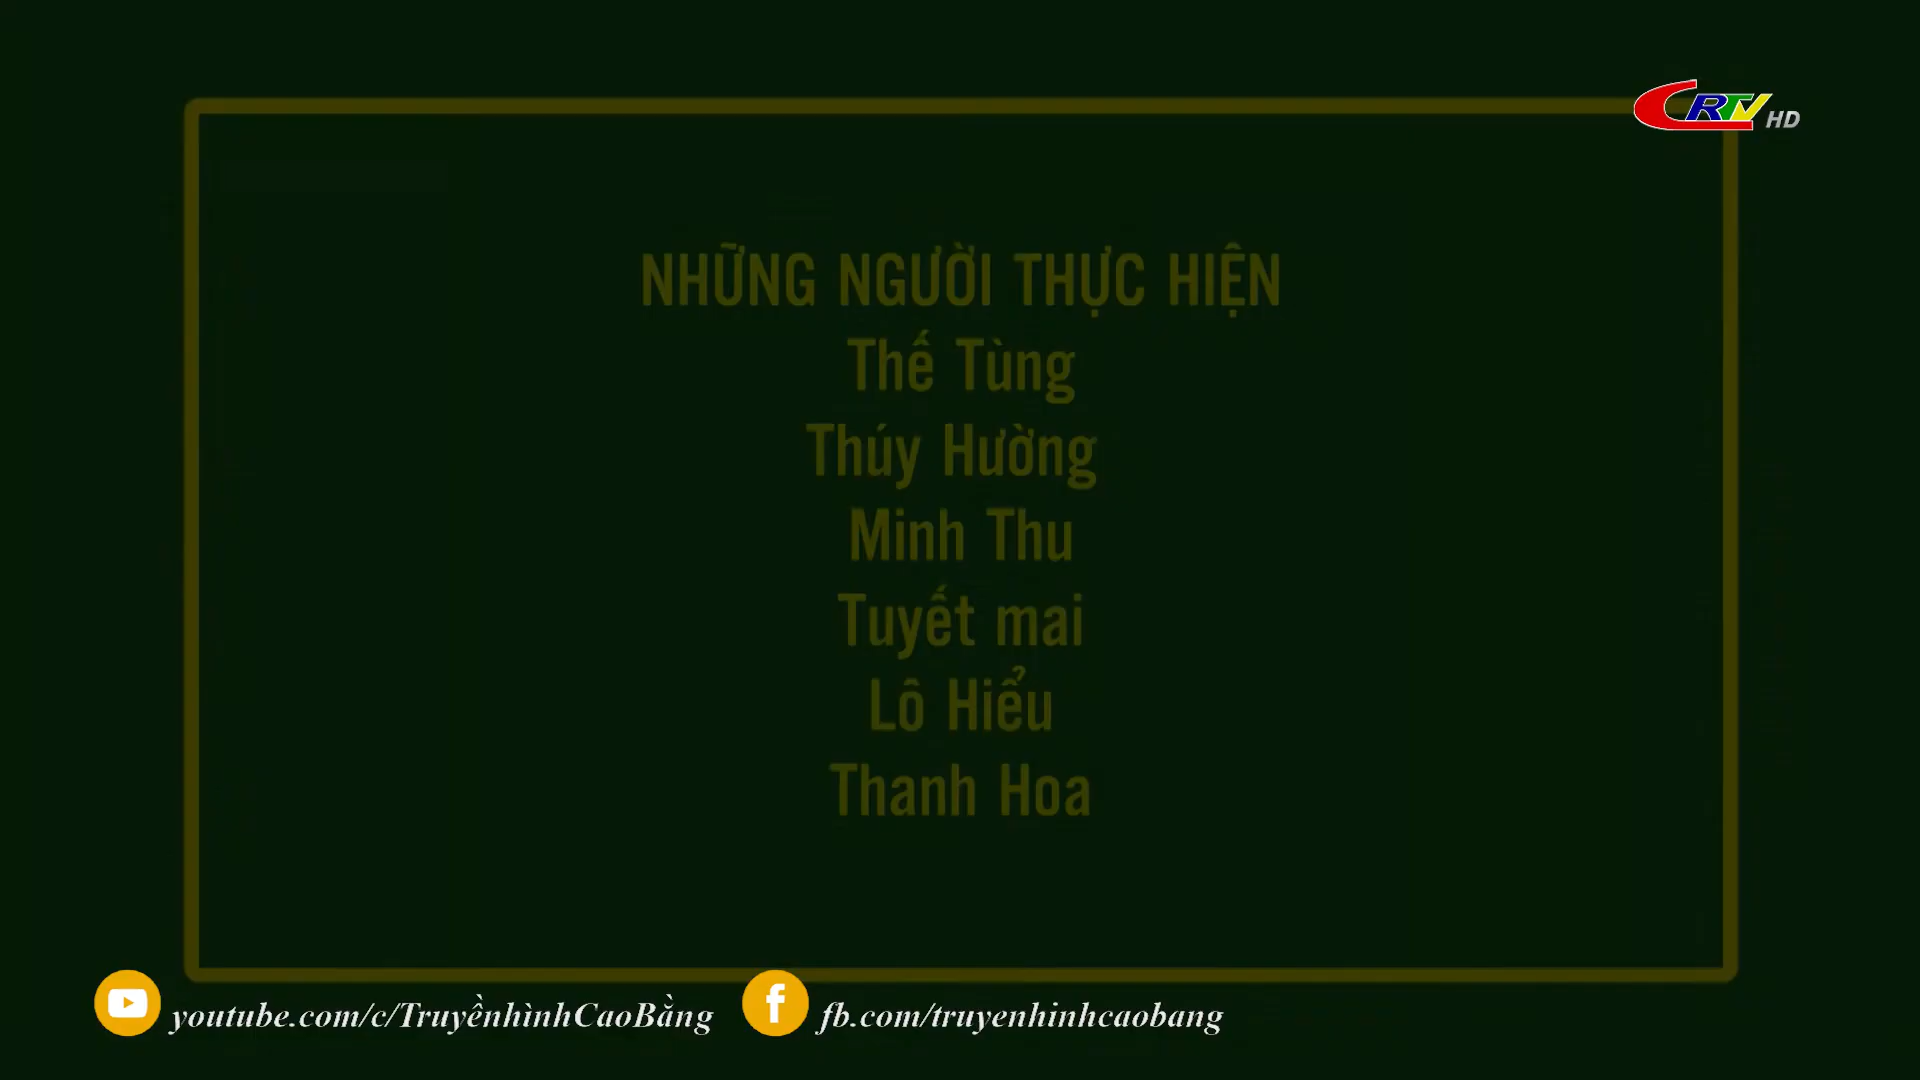 CRTV HD
NHỮNG NGƯỜI THỰC HIỆN
Thế Tùng
Thúy Hường
Minh Thu
Tuyết mai
Lô Hiểu
Thanh Hoa
youtube.com/c/TruyềnhìnhCaoBằng
fb.com/truyenhinhcaobang